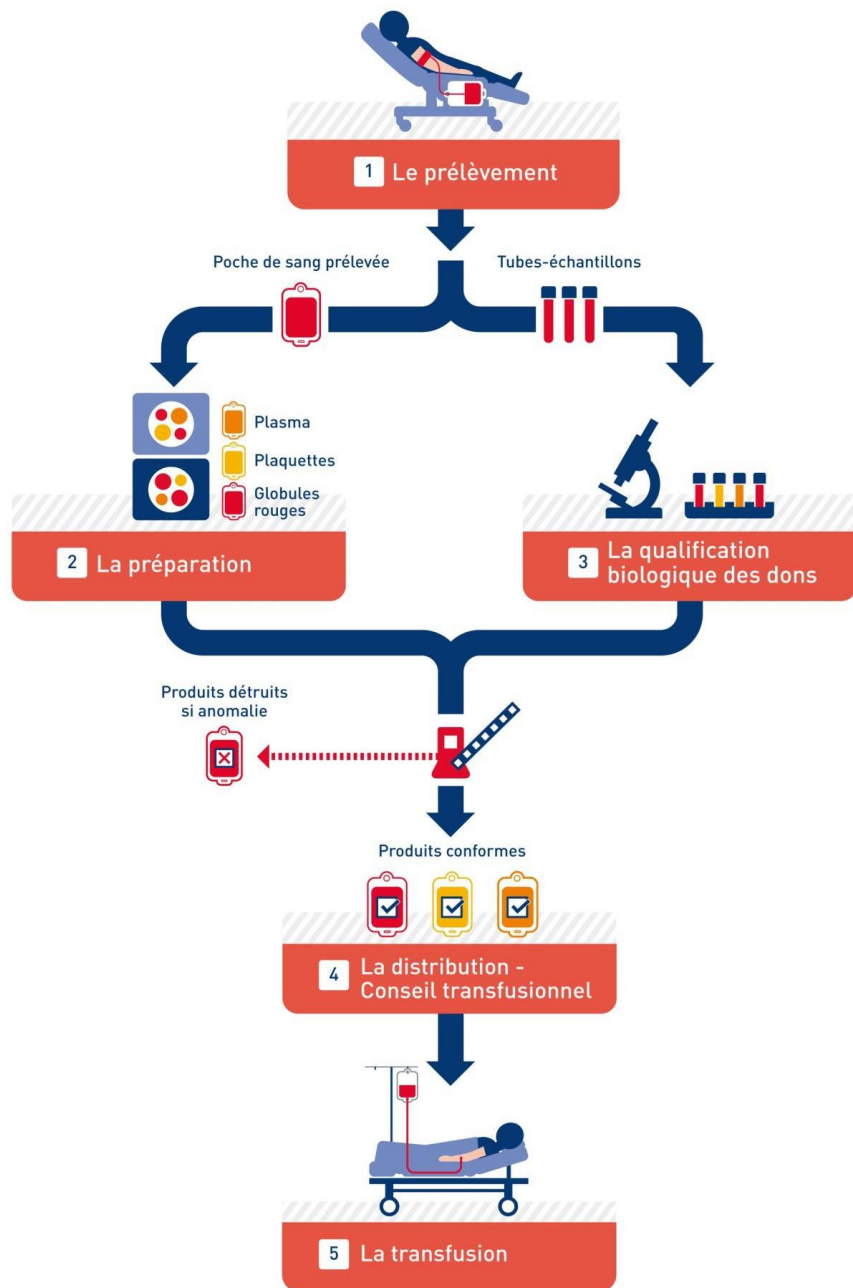 1 Le prélèvement
Poche de sang prélevée
Tubes-échantillons
Plasma
Plaquettes
Globules
rouges
2 La préparation
3 La qualification
biologique des dons
Produits détruits
si anomalie
Produits conformes
4 La distribution -
Conseil transfusionnel
5 La transfusion